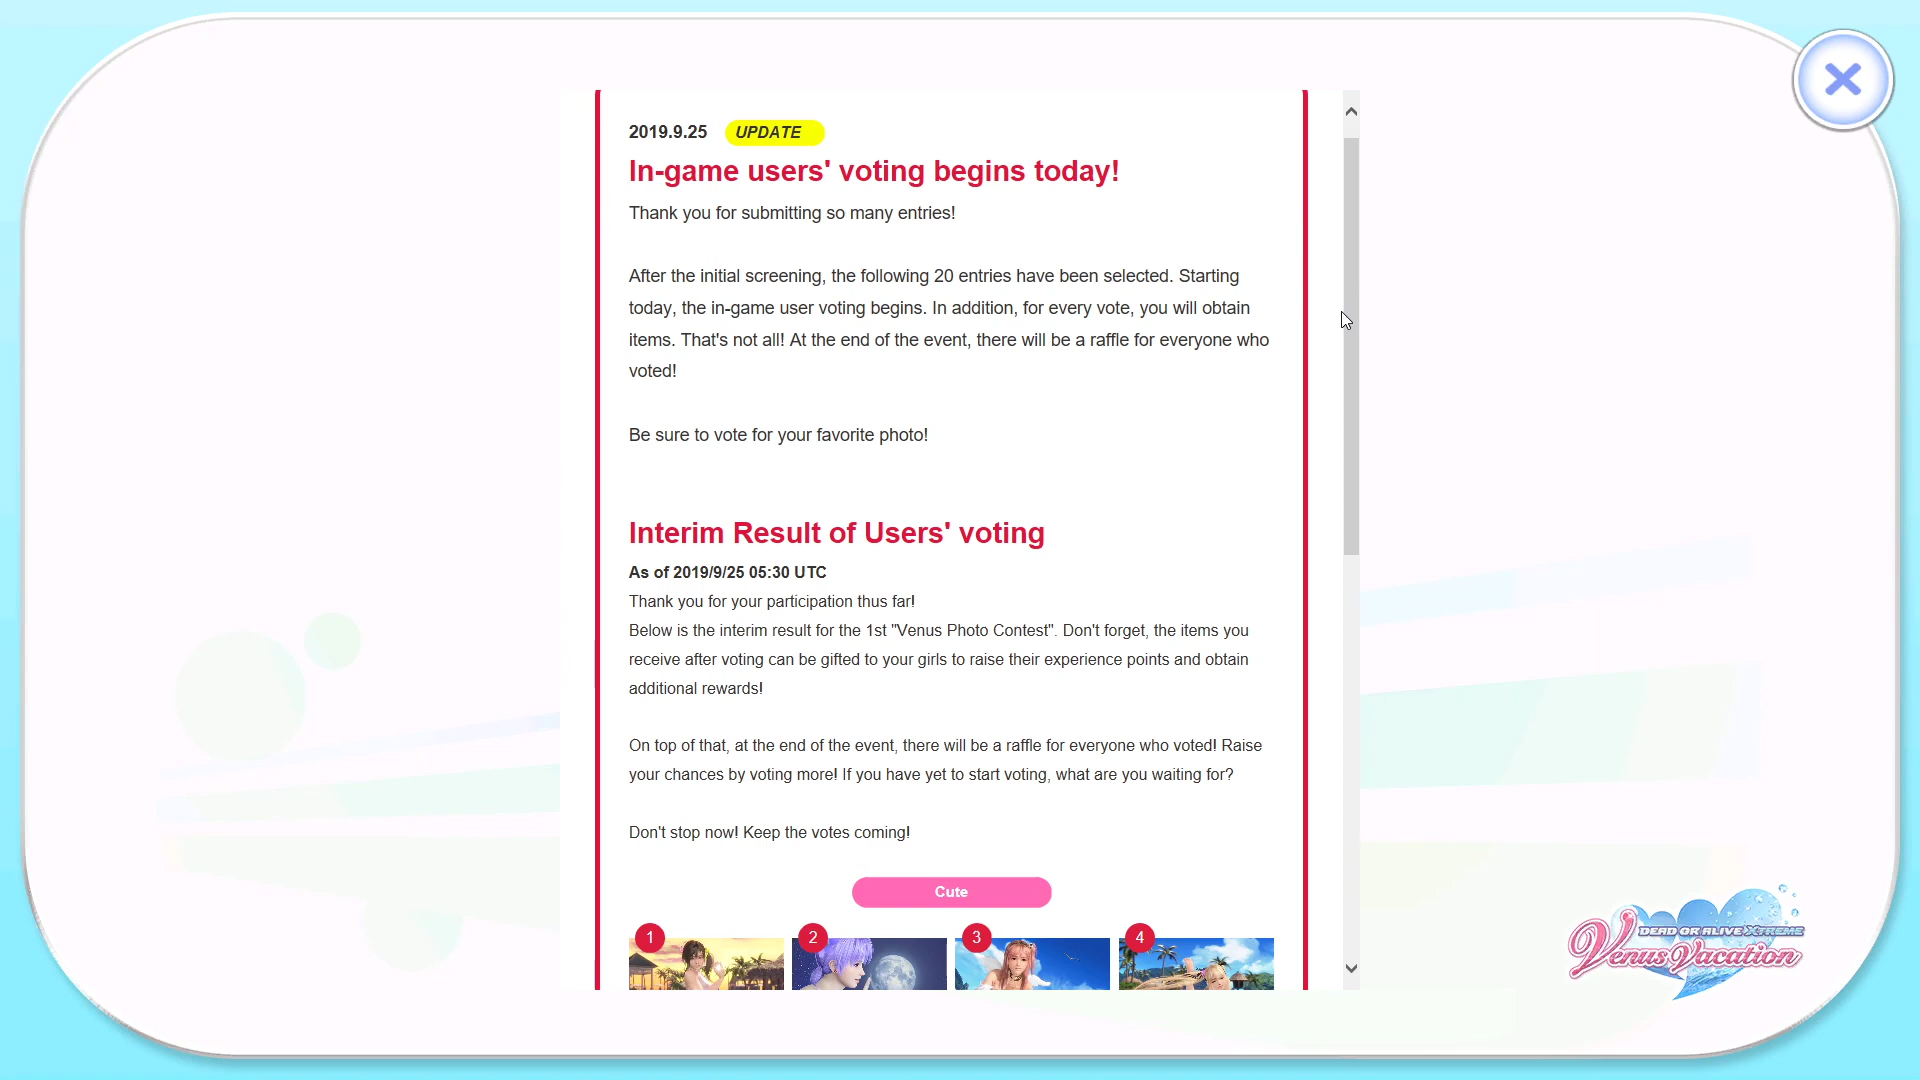 2019.9.25 UPDATE
In-game users' voting begins today!
Thank you for submitting so many entries!
After the initial screening, the following 20 entries have been selected. Starting
today, the in-game user voting begins. In addition, for every vote, you will obtain
items. That's not all! At the end of the event, there will be a raffle for everyone who
voted!
Be sure to vote for your favorite photo!
Interim Result of Users' voting
As of 2019/9/25 05:30 UTC
Thank you for your participation thus far!
Below is the interim result for the 1st "Venus Photo Contest". Don't forget, the items you
receive after voting can be gifted to your girls to raise their experience points and obtain
additional rewards!
On top of that, at the end of the event, there will be a raffle for everyone who voted! Raise
your chances by voting more! If you have yet to start voting, what are you waiting for?
Don't stop now! Keep the votes coming!
Cute
1 2 3 4
DEAD OR ALIVE XTREME
Venus Vacation